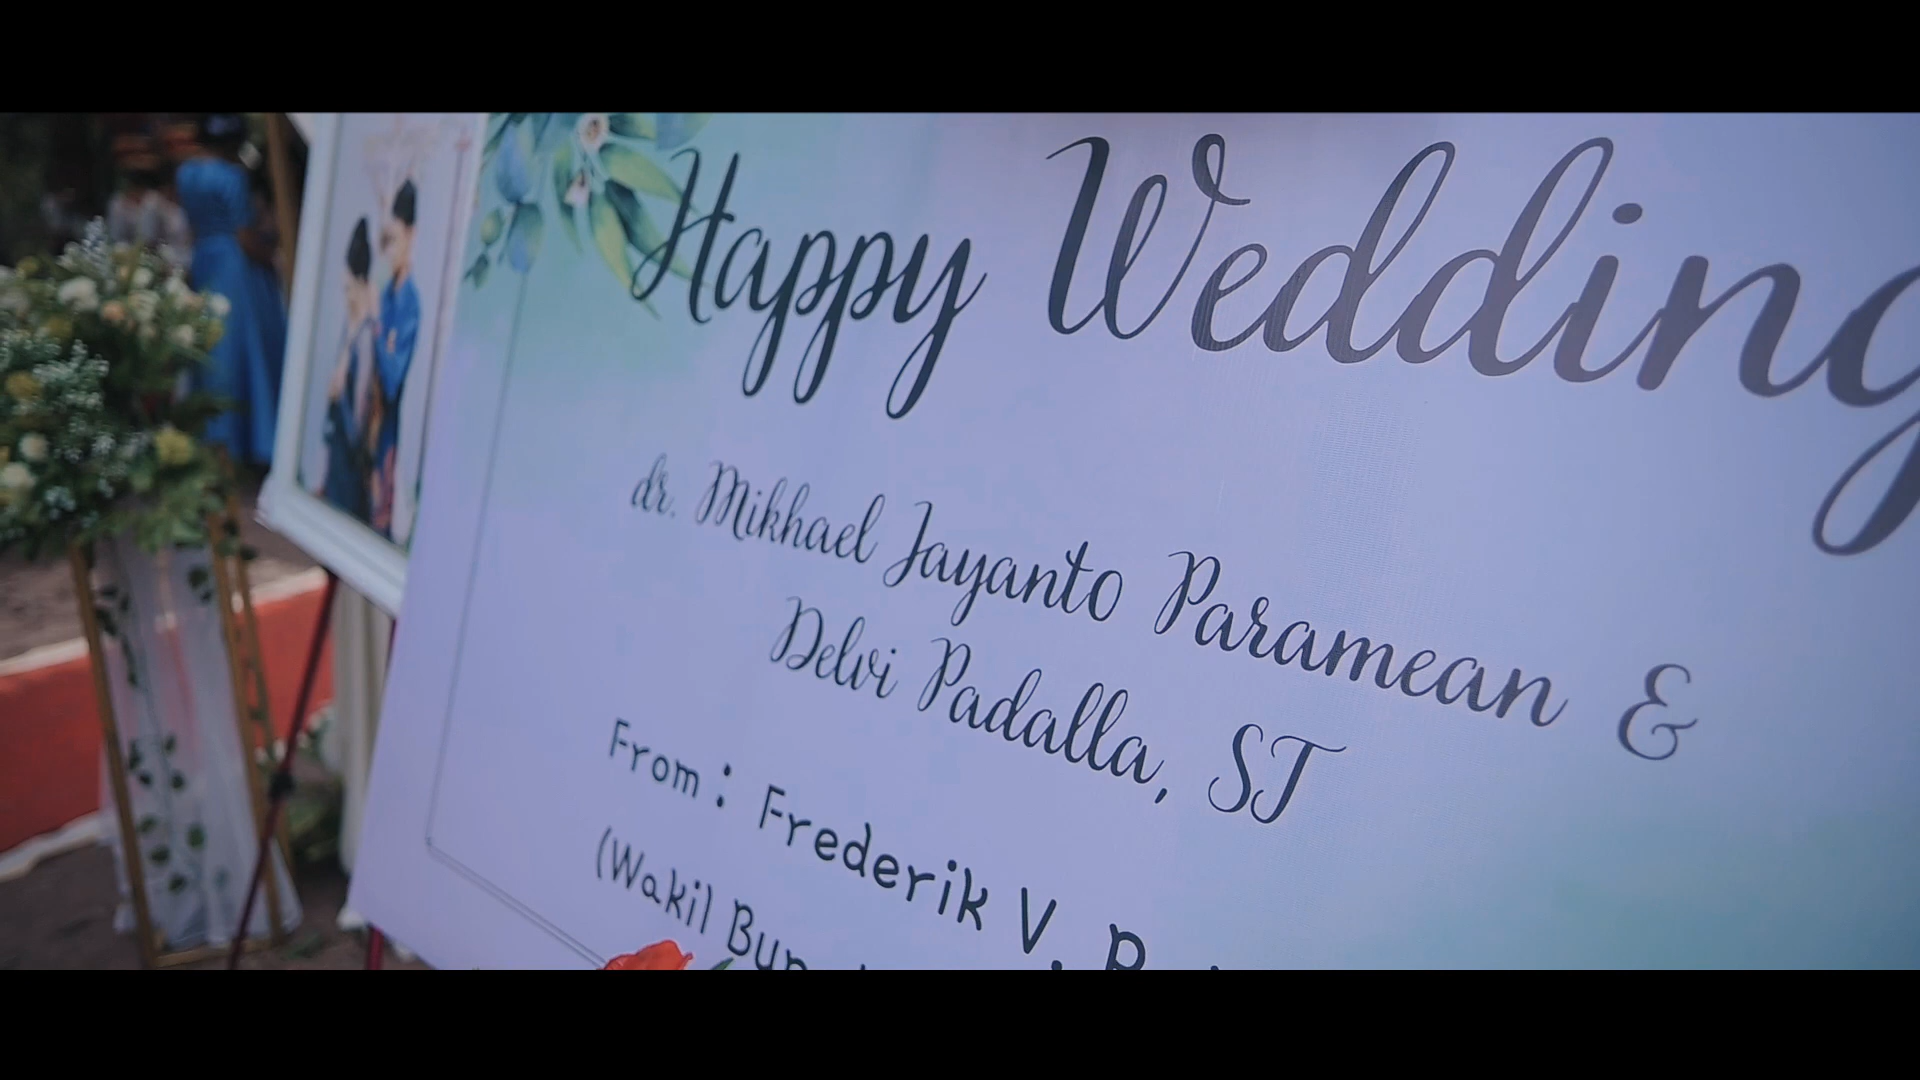 Happy Wedding
dr. Mikhael Jayanto Paramean &
Delvi Padalla, ST
From : Frederik V.
(Wakil